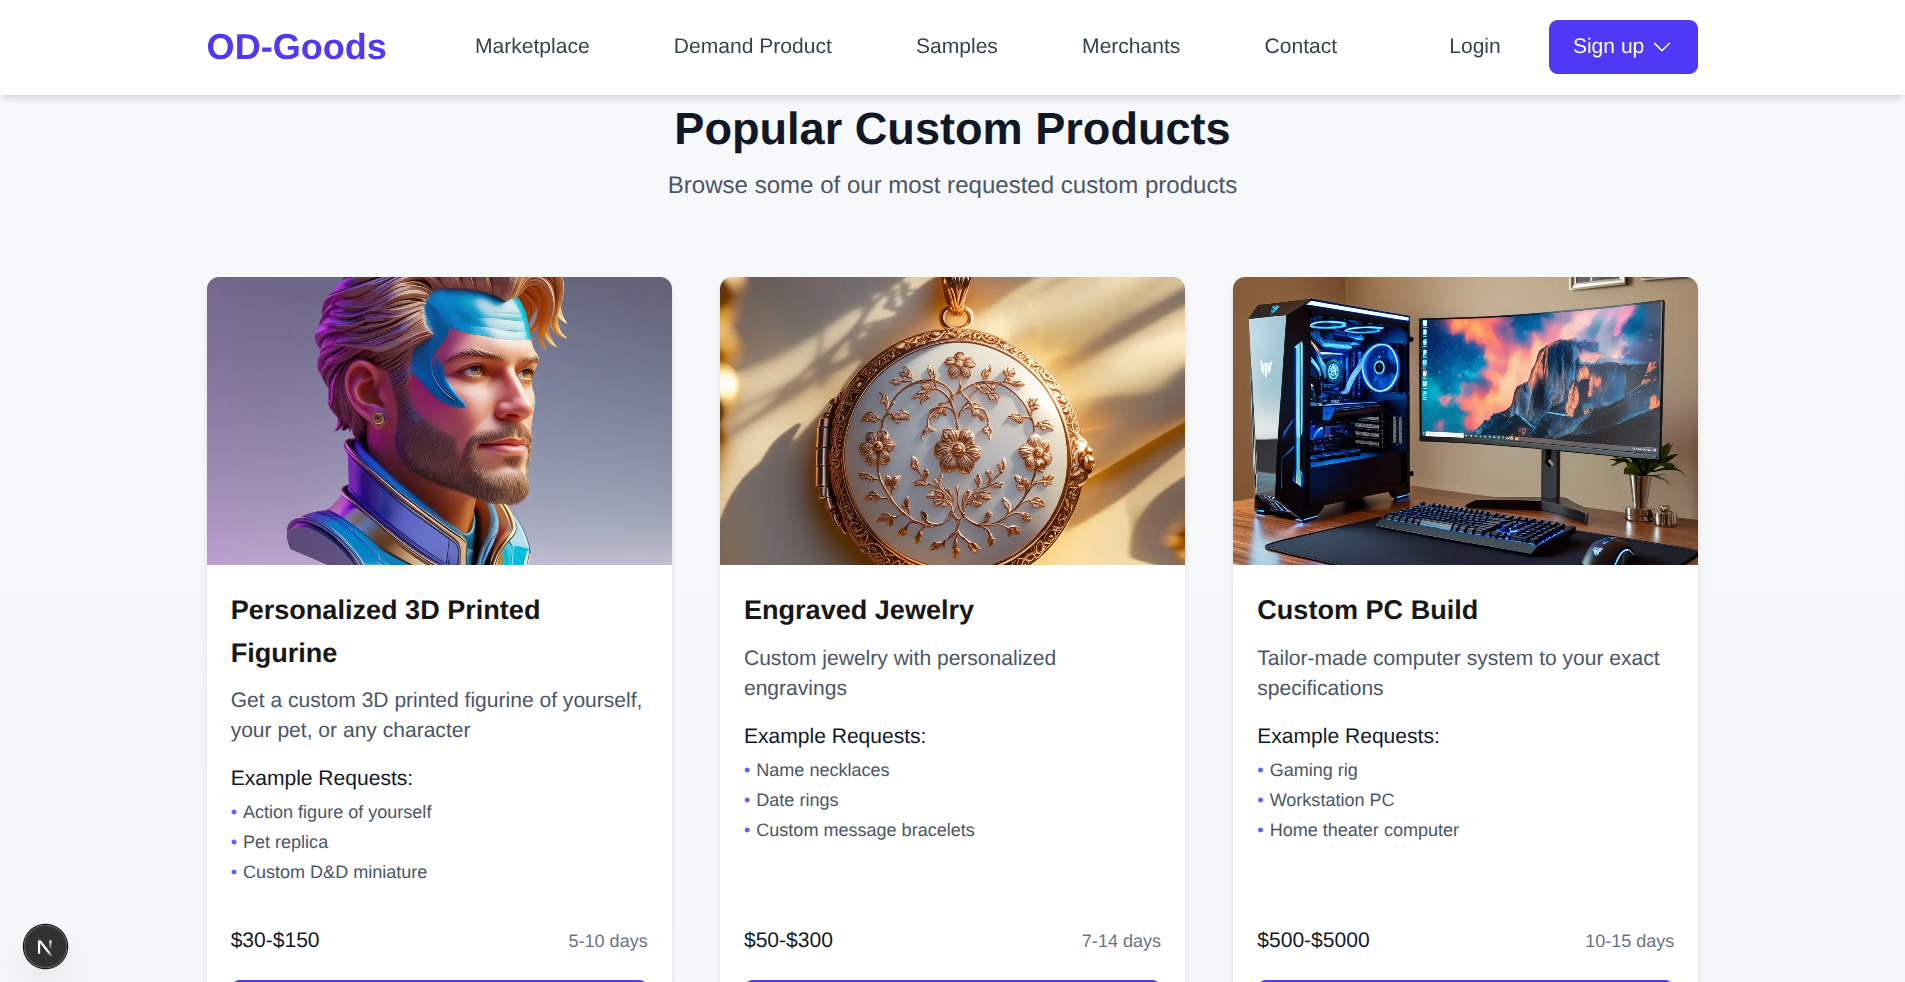 OD-Goods
Marketplace
Demand Product
Samples
Merchants
Contact
Login
Sign up
Popular Custom Products
Browse some of our most requested custom products
Personalized 3D Printed
Figurine
Get a custom 3D printed figurine of yourself,
your pet, or any character
Example Requests:
• Action figure of yourself
• Pet replica
• Custom D&D miniature
$30-$150
5-10 days
Engraved Jewelry
Custom jewelry with personalized
engravings
Example Requests:
• Name necklaces
• Date rings
• Custom message bracelets
$50-$300
7-14 days
Custom PC Build
Tailor-made computer system to your exact
specifications
Example Requests:
• Gaming rig
• Workstation PC
• Home theater computer
$500-$5000
10-15 days
N